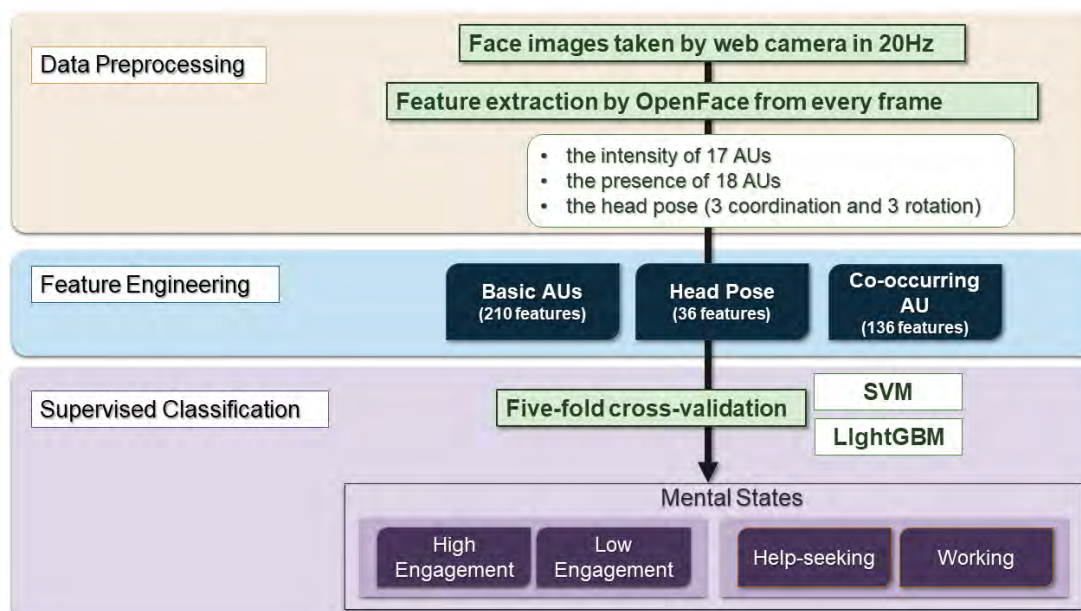 Data Preprocessing
Face images taken by web camera in 20Hz
Feature extraction by OpenFace from every frame
• the intensity of 17 AUs
• the presence of 18 AUs
• the head pose (3 coordination and 3 rotation)
Feature Engineering
Basic AUs
(210 features)
Head Pose
(36 features)
Co-occurring
AU
(136 features)
Supervised Classification
Five-fold cross-validation
SVM
LIghtGBM
Mental States
High
Engagement
Low
Engagement
Help-seeking
Working